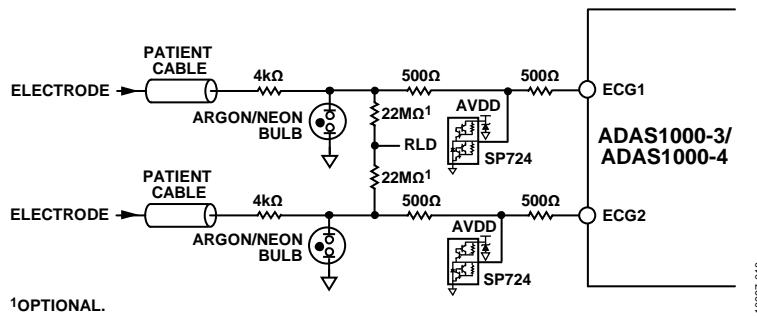 PATIENT
CABLE
ELECTRODE
4kΩ
ARGON/NEON
BULB
22MΩ¹
RLD
22MΩ¹
500Ω
AVDD
SP724
500Ω
ECG1
ADAS1000-3/
ADAS1000-4
PATIENT
CABLE
ELECTRODE
4kΩ
ARGON/NEON
BULB
500Ω
AVDD
SP724
500Ω
ECG2
¹OPTIONAL.